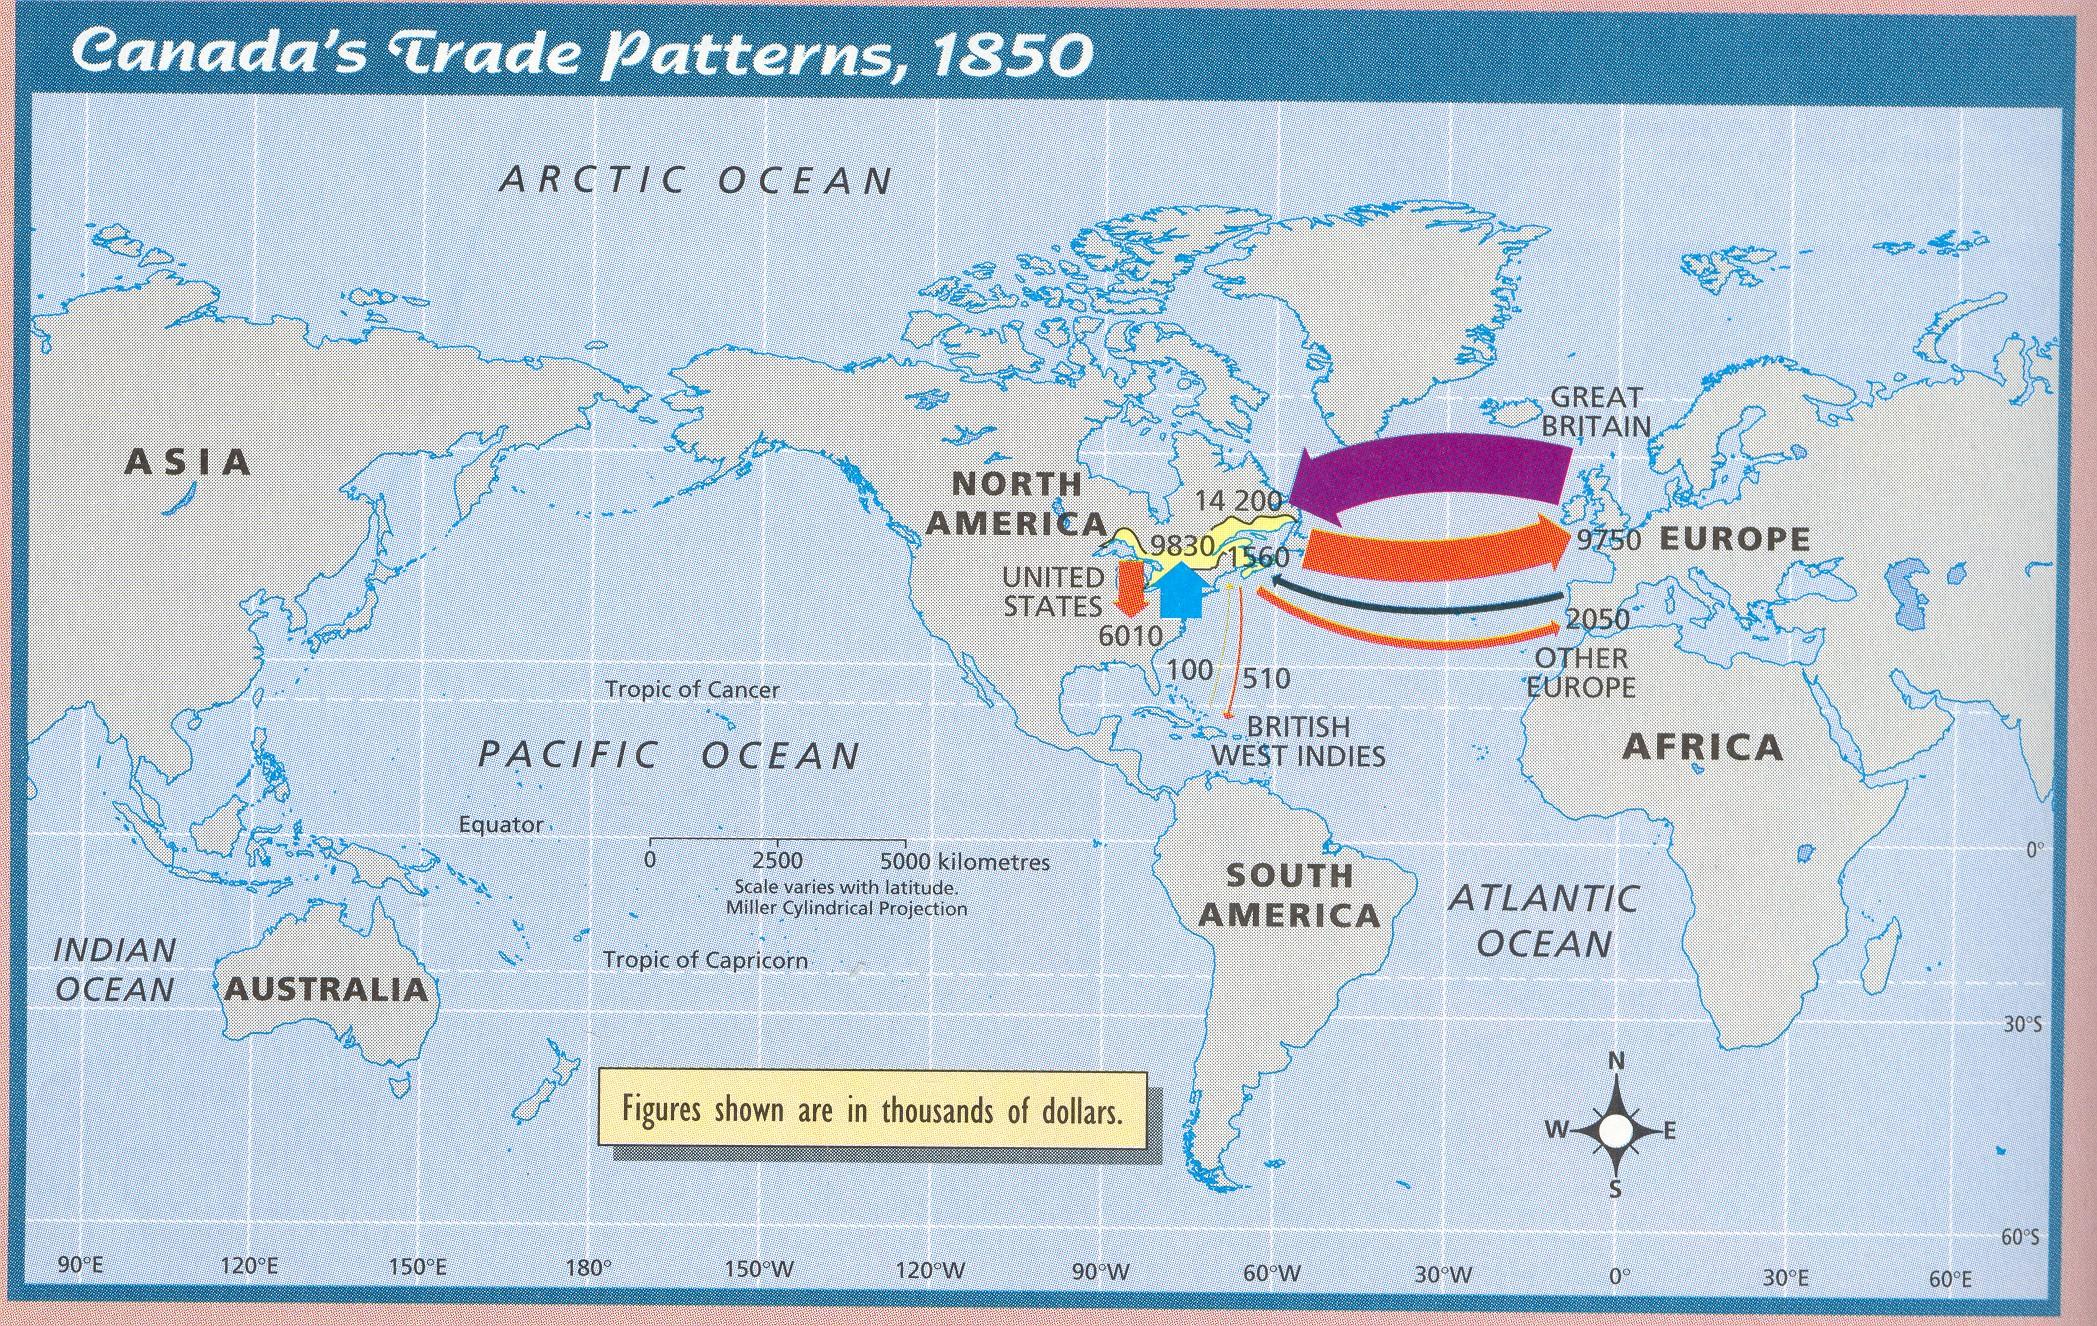 Canada's Trade Patterns, 1850
ARCTIC OCEAN
GREAT
BRITAIN
ASIA
NORTH
AMERICA
14 200
9830
1560
9750
EUROPE
UNITED
STATES
6010
2050
OTHER
EUROPE
100
510
Tropic of Cancer
BRITISH
WEST INDIES
PACIFIC OCEAN
AFRICA
Equator
0 2500 5000 kilometres
Scale varies with latitude.
Miller Cylindrical Projection
0°
SOUTH
AMERICA
ATLANTIC
OCEAN
INDIAN
OCEAN
AUSTRALIA
Tropic of Capricorn
30°S
N
W E
S
Figures shown are in thousands of dollars.
60°S
90°E 120°E 150°E 180° 150°W 120°W 90°W 60°W 30°W 0° 30°E 60°E